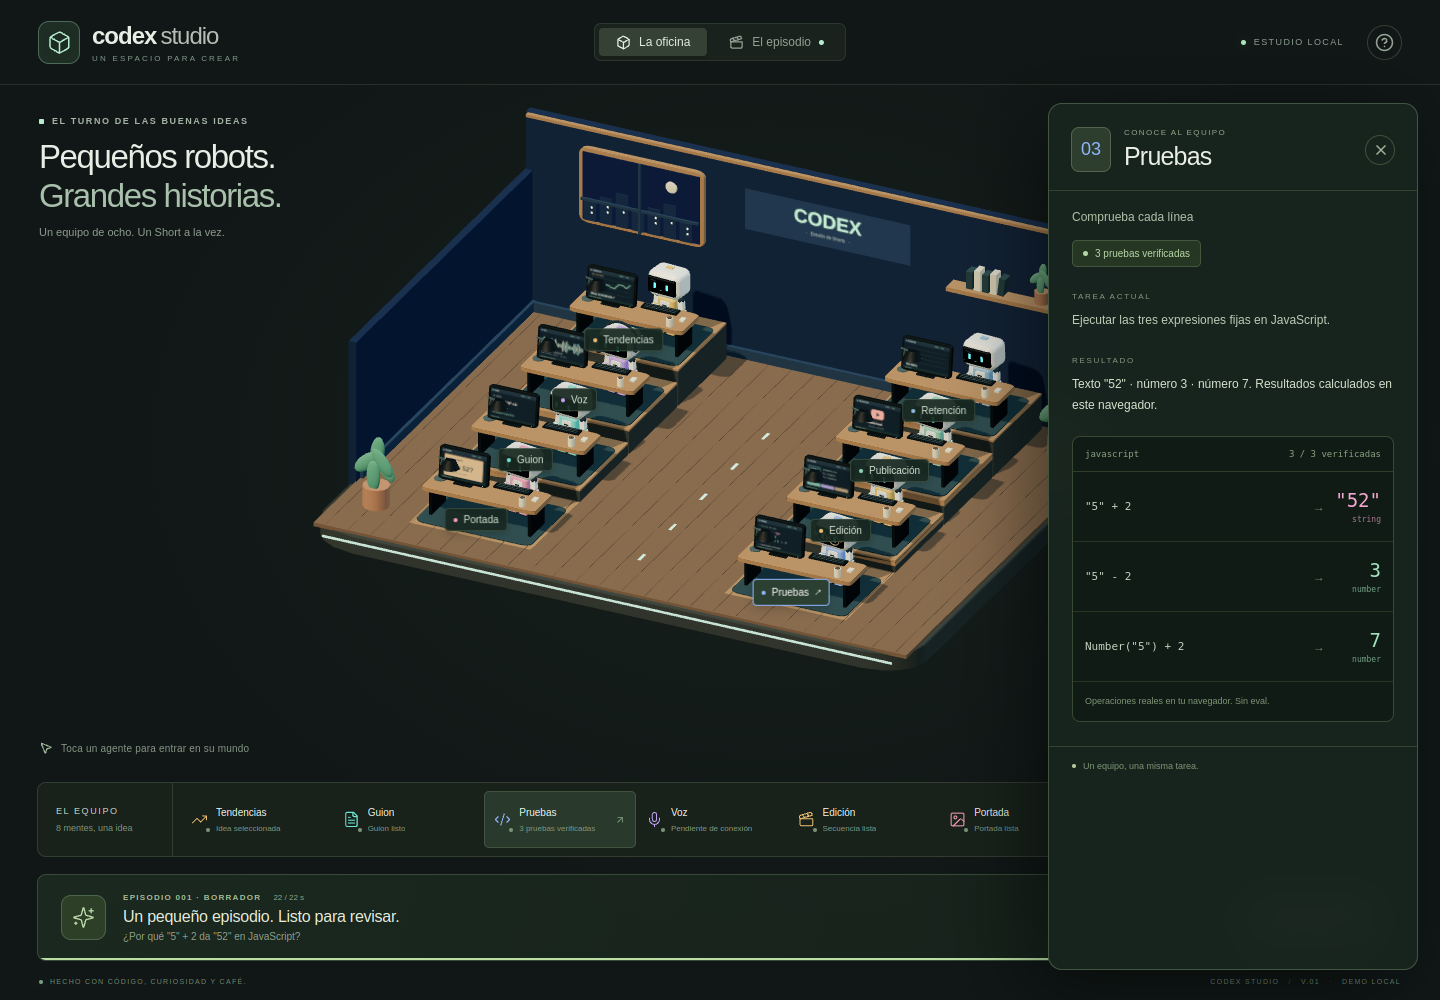 codex studio
UN ESPACIO PARA CREAR
La oficina
El episodio
ESTUDIO LOCAL
EL TURNO DE LAS BUENAS IDEAS
Pequeños robots.
Grandes historias.
Un equipo de ocho. Un Short a la vez.
CODEX
Estudio de Shorts
Tendencias
Voz
Guion
Portada
Retención
Publicación
Edición
Pruebas ↗
Toca un agente para entrar en su mundo
EL EQUIPO
8 mentes, una idea
Tendencias
Idea seleccionada
Guion
Guion listo
Pruebas
3 pruebas verificadas
Voz
Pendiente de conexión
Edición
Secuencia lista
Portada
Portada lista
EPISODIO 001 · BORRADOR 22 / 22 s
Un pequeño episodio. Listo para revisar.
¿Por qué "5" + 2 da "52" en JavaScript?
03
CONOCE AL EQUIPO
Pruebas
Comprueba cada línea
3 pruebas verificadas
TAREA ACTUAL
Ejecutar las tres expresiones fijas en JavaScript.
RESULTADO
Texto "52" · número 3 · número 7. Resultados calculados en
este navegador.
javascript 3 / 3 verificadas
"5" + 2 → "52"
string
"5" - 2 → 3
number
Number("5") + 2 → 7
number
Operaciones reales en tu navegador. Sin eval.
Un equipo, una misma tarea.
HECHO CON CÓDIGO, CURIOSIDAD Y CAFÉ.
CODEX STUDIO / V.01 DEMO LOCAL